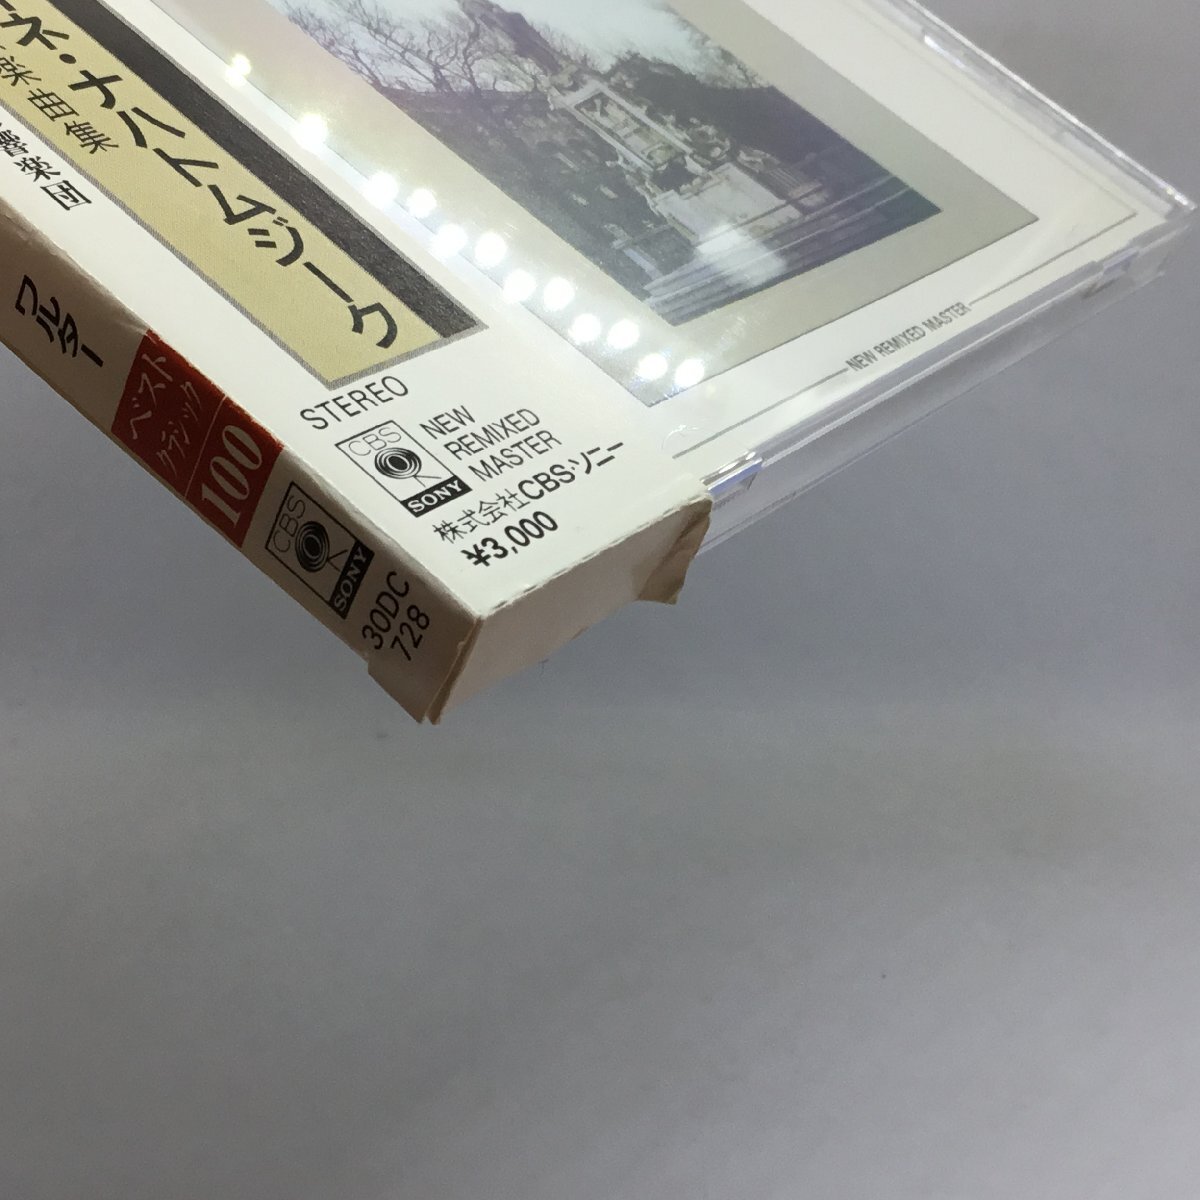 ネ・ナハトムジーク
楽曲集
響楽団
STEREO
CBS
SONY
NEW
REMIXED
MASTER
株式会社CBS・ソニー
¥3,000
ワルター
ベスト
クラシック
100
CBS
SONY
30DC
728
NEW REMIXED MASTER